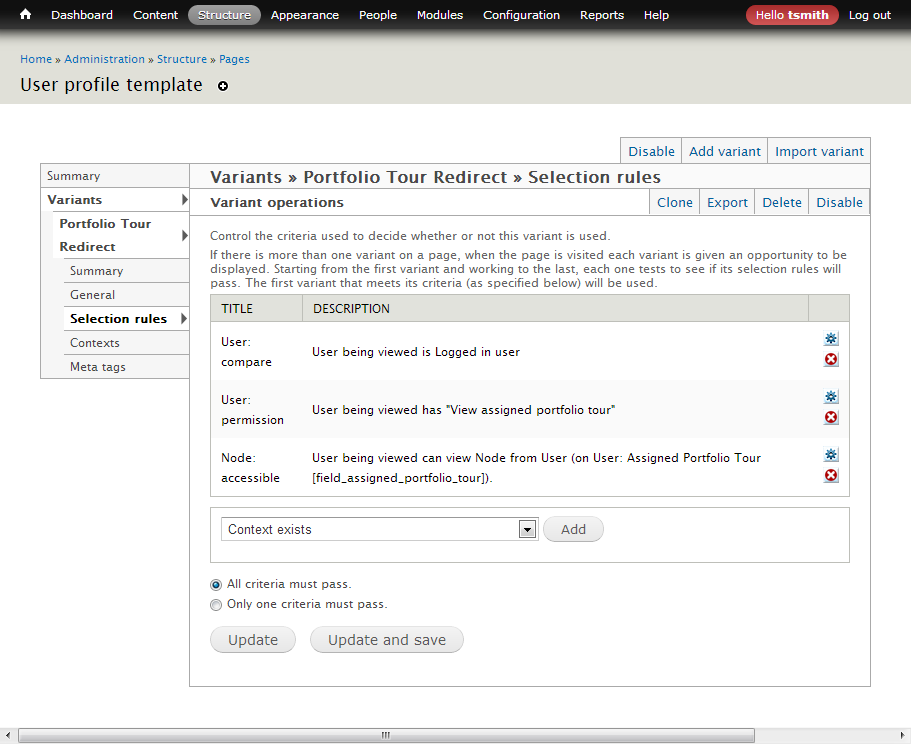 Dashboard Content Structure Appearance People Modules Configuration Reports Help Hello tsmith Log out
Home » Administration » Structure » Pages
User profile template
Disable Add variant Import variant
Summary
Variants
Portfolio Tour
Redirect
Summary
General
Selection rules
Contexts
Meta tags
Variants » Portfolio Tour Redirect » Selection rules
Variant operations
Clone Export Delete Disable
Control the criteria used to decide whether or not this variant is used.
If there is more than one variant on a page, when the page is visited each variant is given an opportunity to be
displayed. Starting from the first variant and working to the last, each one tests to see if its selection rules will
pass. The first variant that meets its criteria (as specified below) will be used.
TITLE DESCRIPTION
User:
compare
User being viewed is Logged in user
User:
permission
User being viewed has "View assigned portfolio tour"
Node:
accessible
User being viewed can view Node from User (on User: Assigned Portfolio Tour
[field_assigned_portfolio_tour]).
Context exists
Add
All criteria must pass.
Only one criteria must pass.
Update Update and save